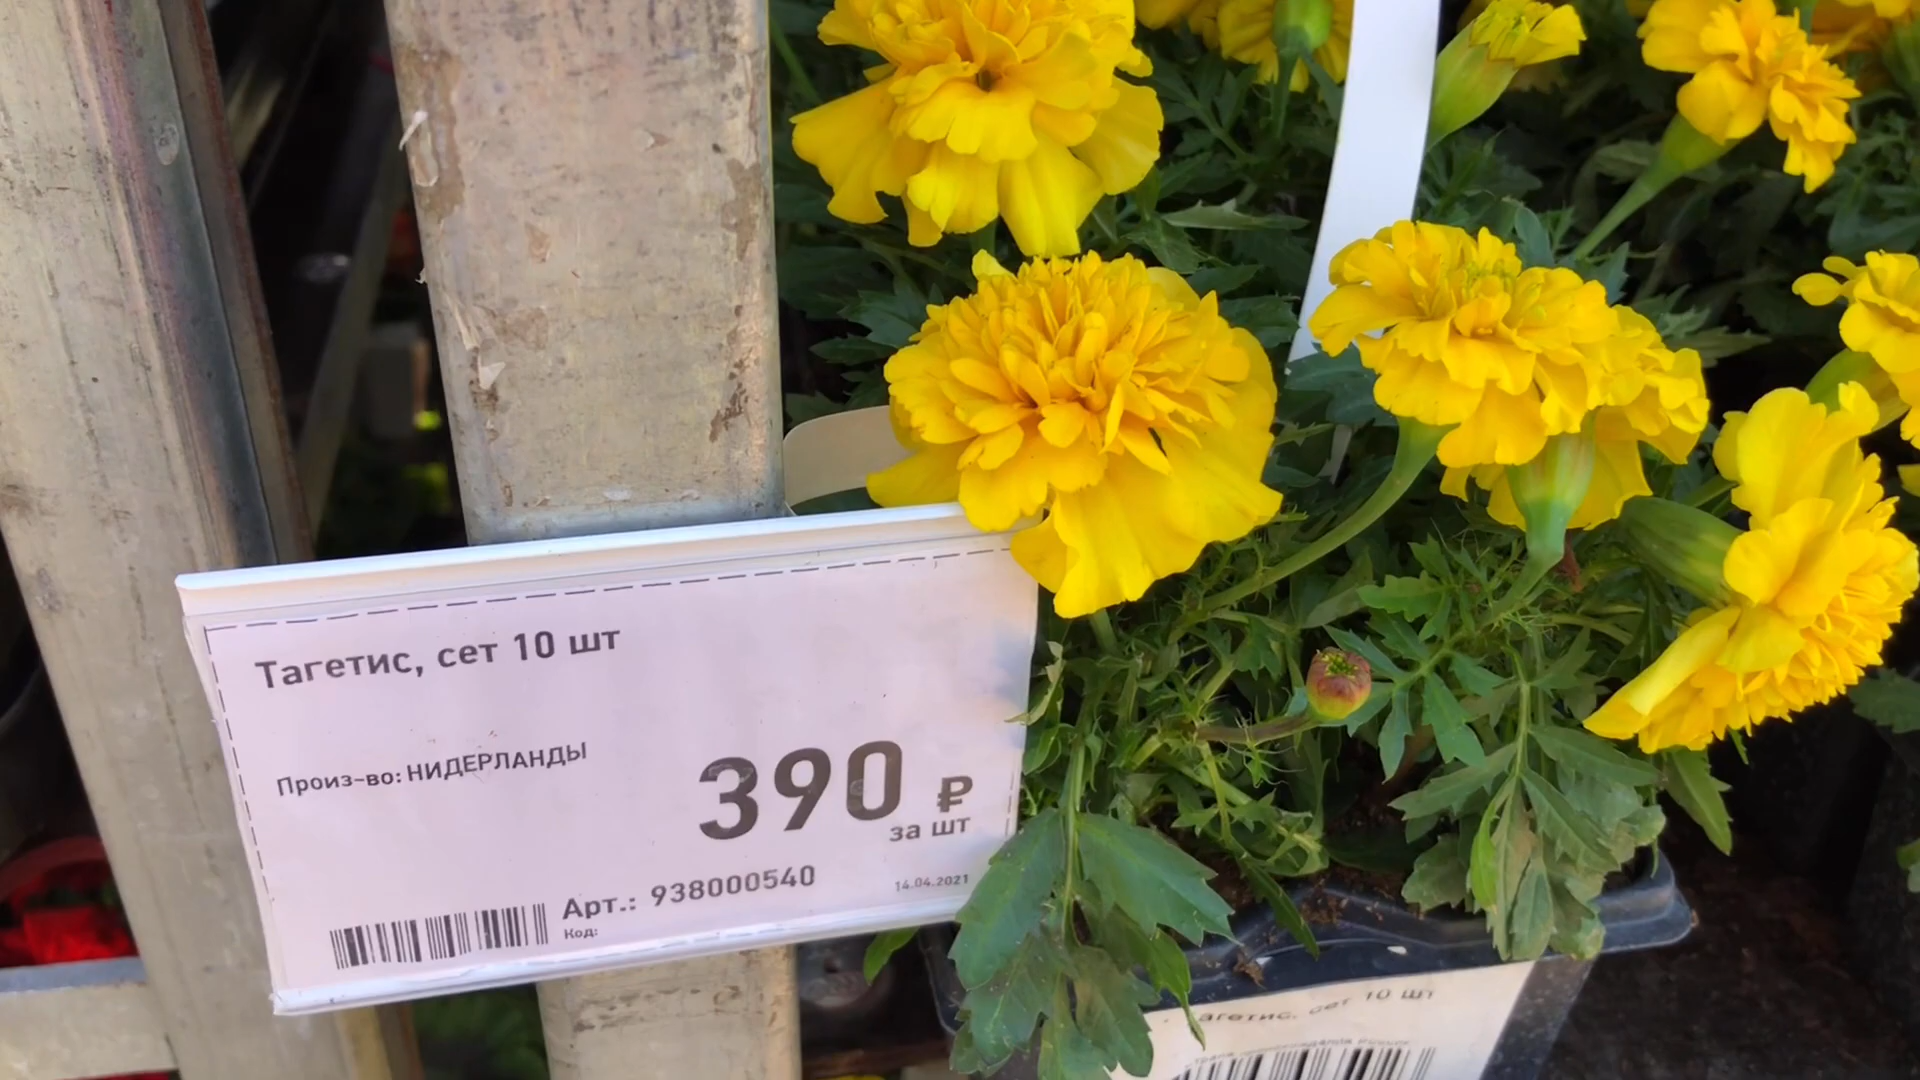 Тагетис, сет 10 шт
Произ-во: НИДЕРЛАНДЫ
390 ₽
за шт
Арт.: 938000540
14.04.2021
Код:
Тагетис, сет 10 шт